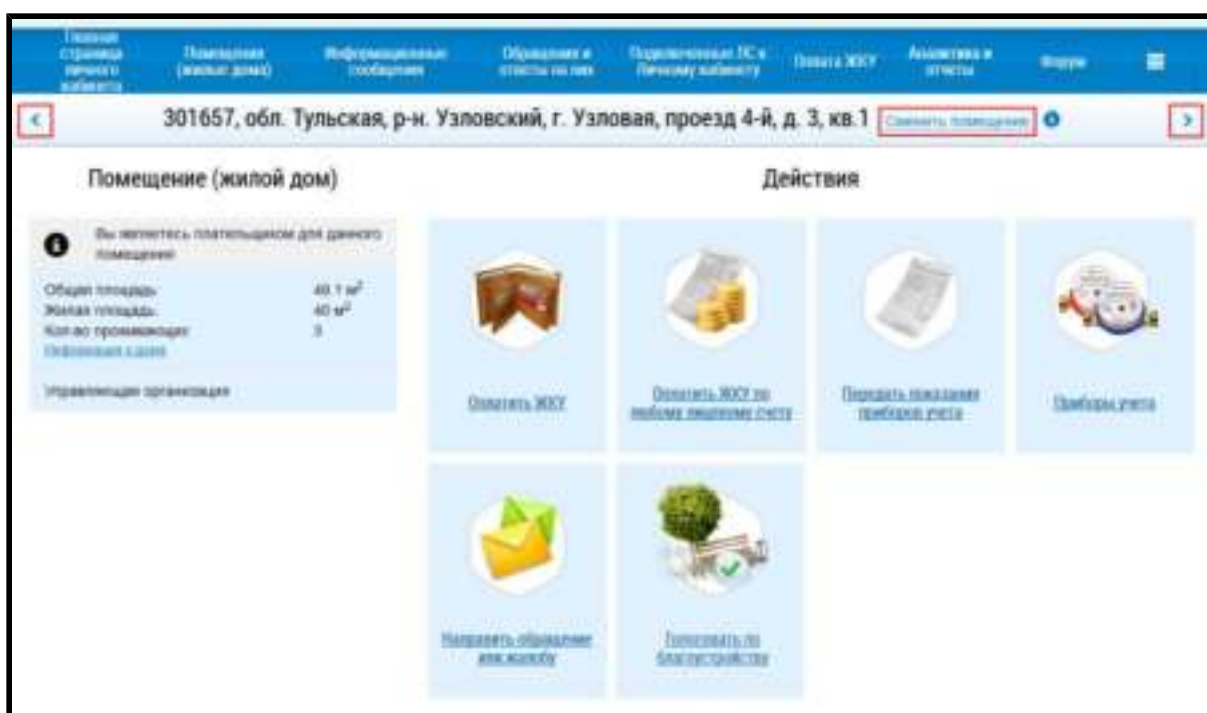 Главная
страница
личного
кабинета
Помещения
(жилые дома)
Информационные
сообщения
Обращения и
ответы на них
Подключенные ЛС к
Личному кабинету
Оплата ЖКУ
Аналитика и
отчеты
Форум
301657, обл. Тульская, р-н. Узловский, г. Узловая, проезд 4-й, д. 3, кв.1 Сменить помещение
Помещение (жилой дом)
Действия
Вы являетесь плательщиком для данного
помещения
Общая площадь: 49.1 м²
Жилая площадь: 40 м²
Кол-во проживающих: 3
Информация о доме
Управляющая организация
Оплатить ЖКУ
Оплатить ЖКУ по
любому лицевому счету
Передать показания
приборов учета
Приборы учета
Направить обращение
или жалобу
Голосовать по
благоустройству